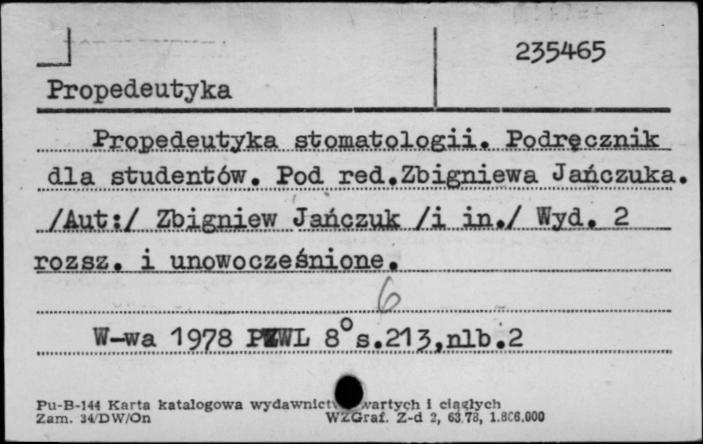 235465
Propedeutyka
Propedeutyka stomatologii. Podręcznik
dla studentów. Pod red.Zbigniewa Jańczuka.
/Aut:/ Zbigniew Jańczuk /i in./ Wyd. 2
rozsz. i unowocześnione.
6
W-wa 1978 PZWL 8° s.213,nlb.2
Pu-B-144 Karta katalogowa wydawnict wartych i ciągłych
Zam. 34/DW/On WZGraf. Z-d 2, 63,78, 1.806.000